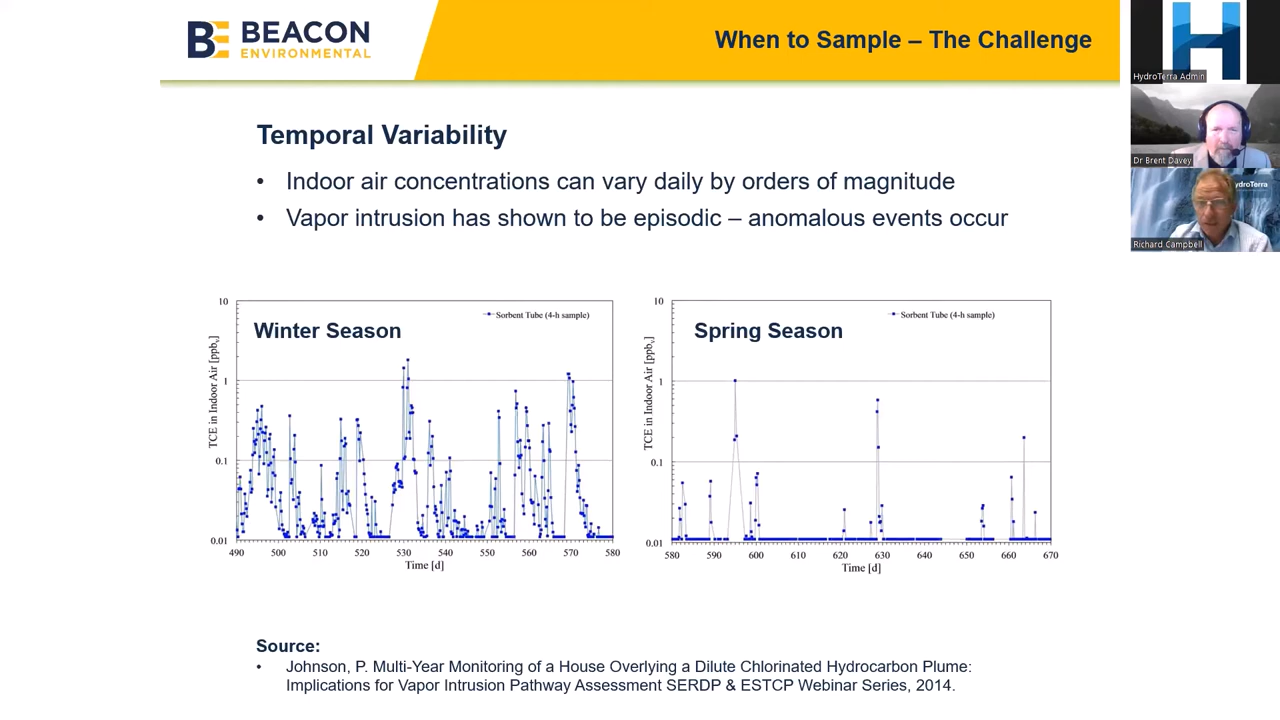 BE BEACON
ENVIRONMENTAL
When to Sample – The Challenge
HydroTerra Admin
Dr Brent Davey
HydroTerra
Richard Campbell
Temporal Variability
• Indoor air concentrations can vary daily by orders of magnitude
• Vapor intrusion has shown to be episodic – anomalous events occur
Winter Season
Sorbent Tube (4-h sample)
TCE in Indoor Air [ppbv]
10
1
0.1
0.01
490 500 510 520 530 540 550 560 570 580
Time [d]
Spring Season
Sorbent Tube (4-h sample)
TCE in Indoor Air [ppbv]
10
1
0.1
0.01
580 590 600 610 620 630 640 650 660 670
Time [d]
Source:
• Johnson, P. Multi-Year Monitoring of a House Overlying a Dilute Chlorinated Hydrocarbon Plume:
Implications for Vapor Intrusion Pathway Assessment SERDP & ESTCP Webinar Series, 2014.